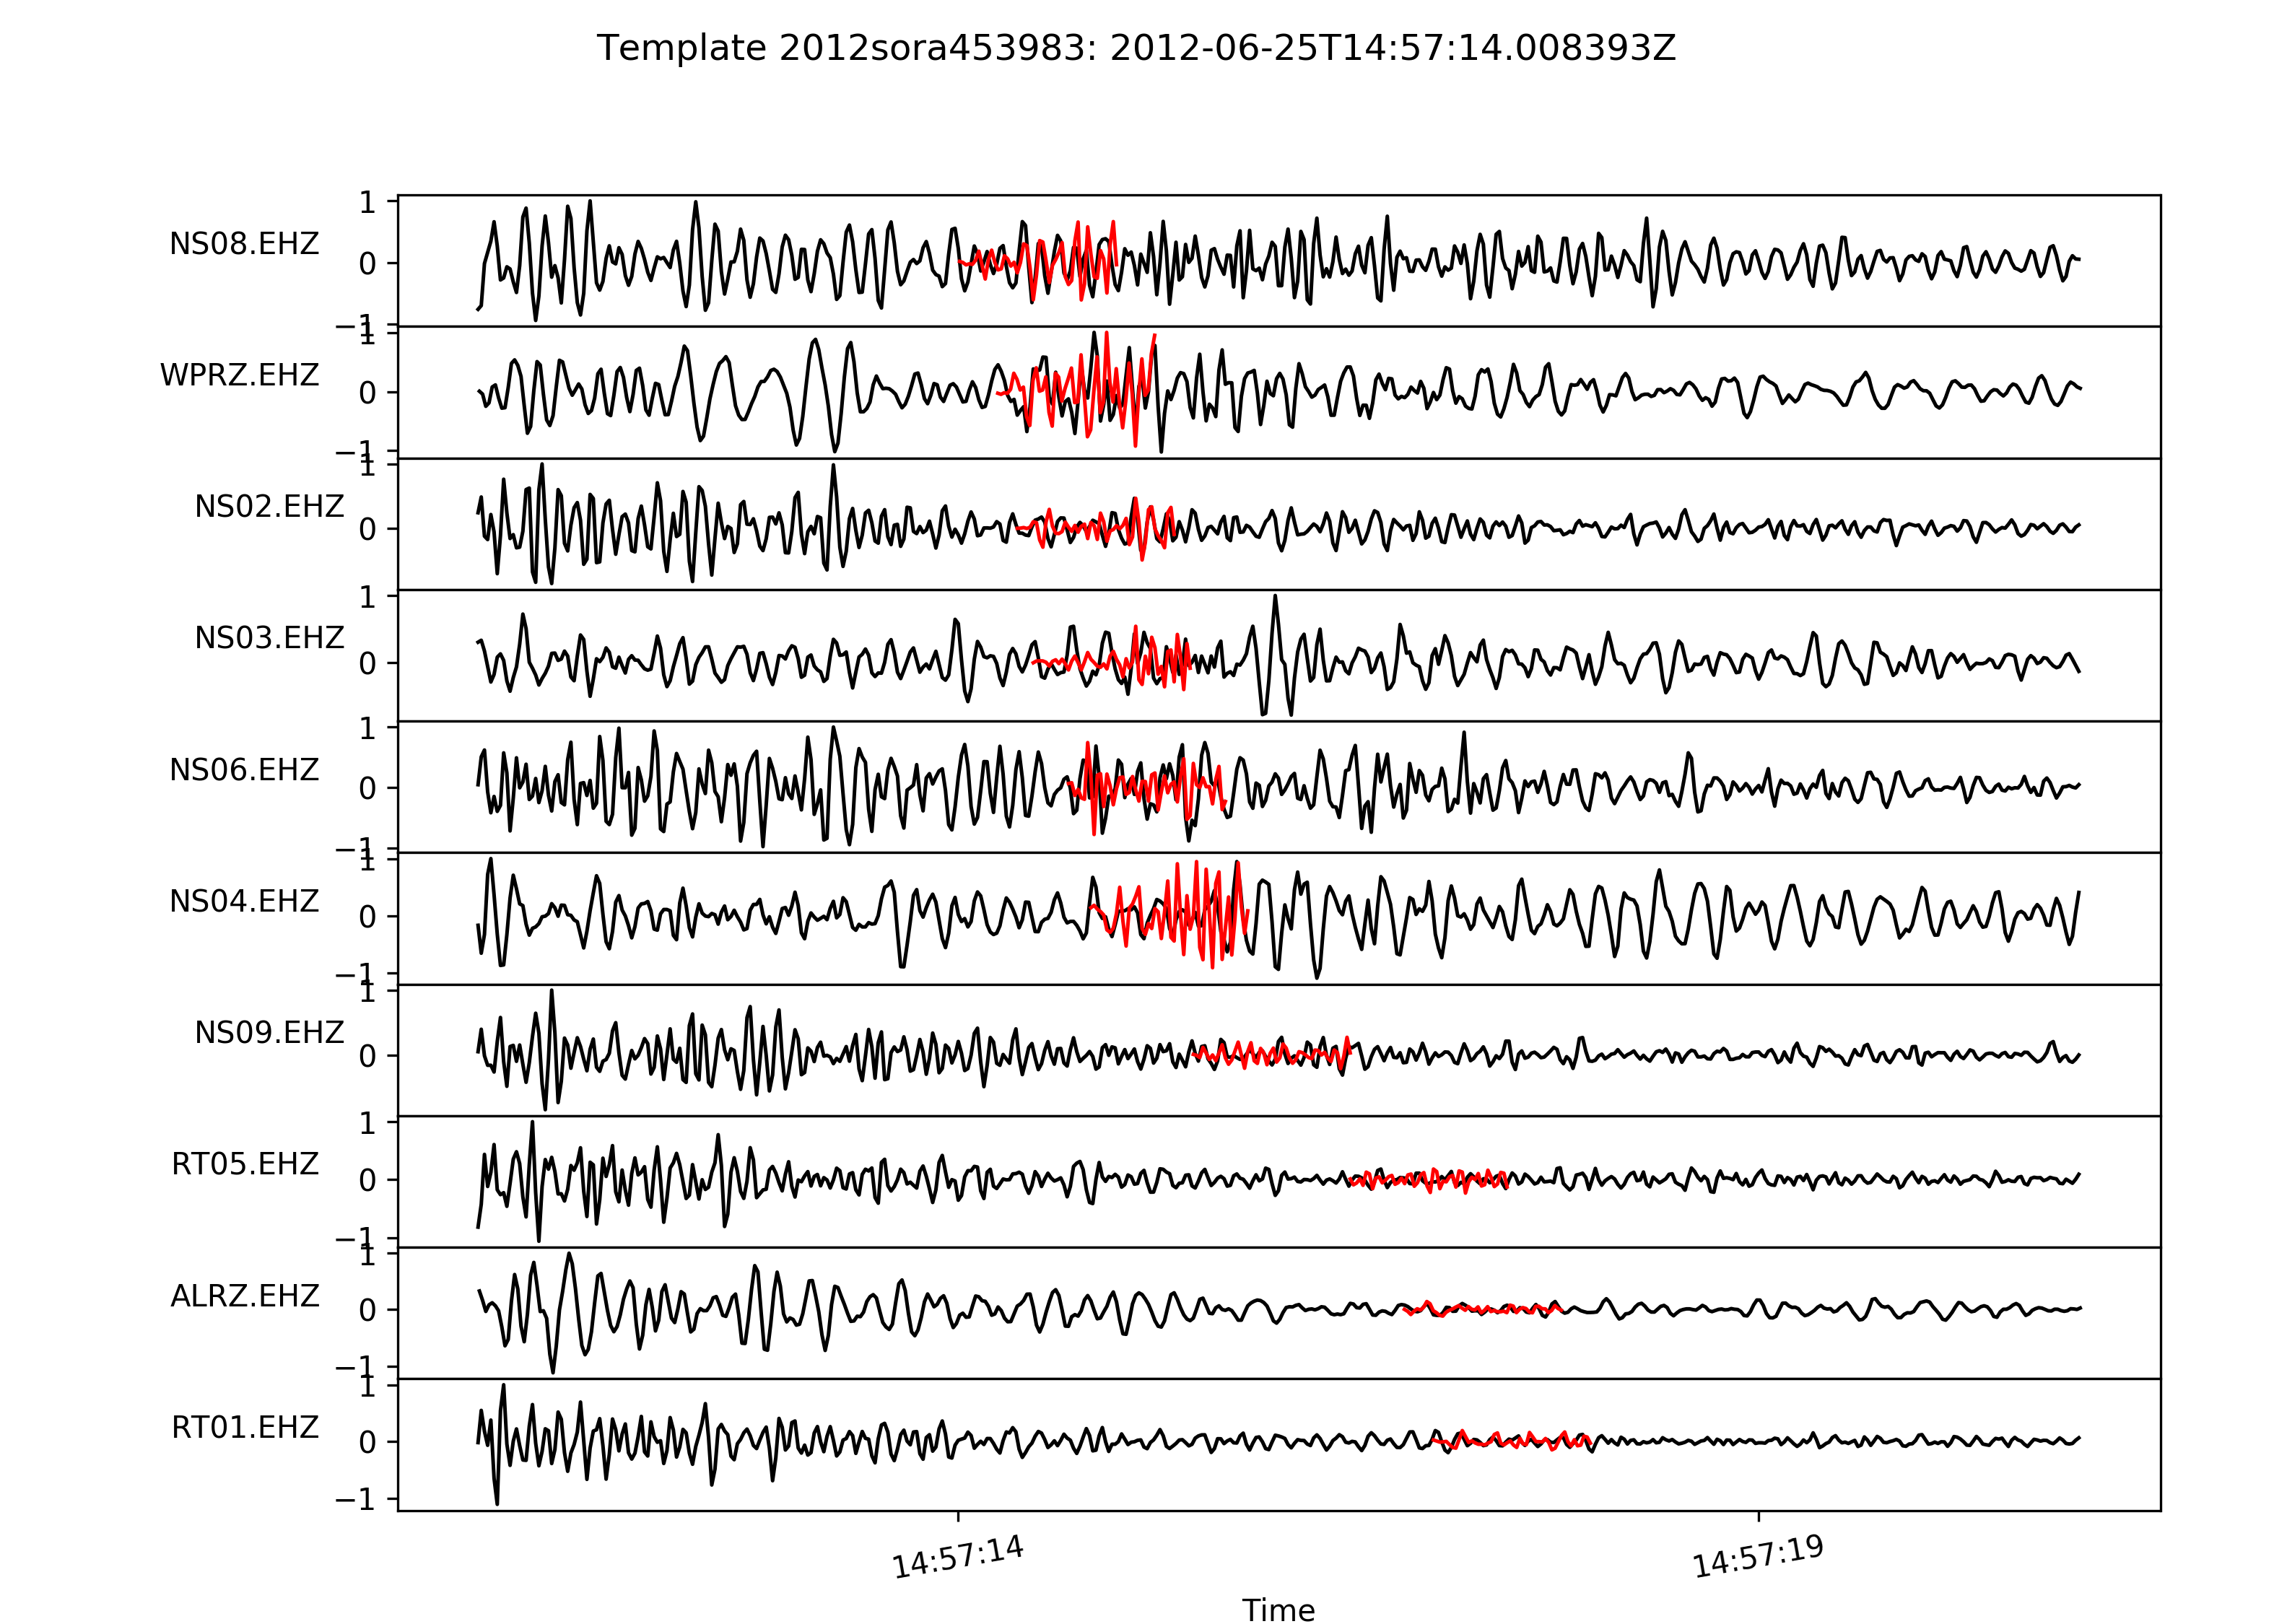 Template 2012sora453983: 2012-06-25T14:57:14.008393Z
NS08.EHZ
1
0
−1
WPRZ.EHZ
1
0
−1
NS02.EHZ
1
0
NS03.EHZ
1
0
NS06.EHZ
1
0
−1
NS04.EHZ
1
0
−1
NS09.EHZ
1
0
RT05.EHZ
1
0
−1
ALRZ.EHZ
1
0
−1
RT01.EHZ
1
0
−1
14:57:14 14:57:19
Time